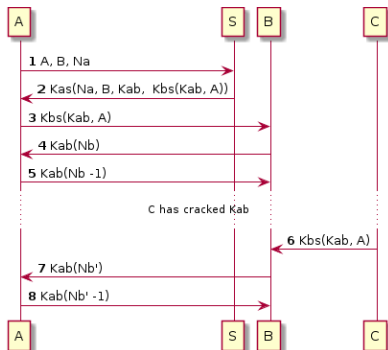 A S B C
1 A, B, Na
2 Kas(Na, B, Kab, Kbs(Kab, A))
3 Kbs(Kab, A)
4 Kab(Nb)
5 Kab(Nb -1)
C has cracked Kab
6 Kbs(Kab, A)
7 Kab(Nb')
8 Kab(Nb' -1)
A S B C